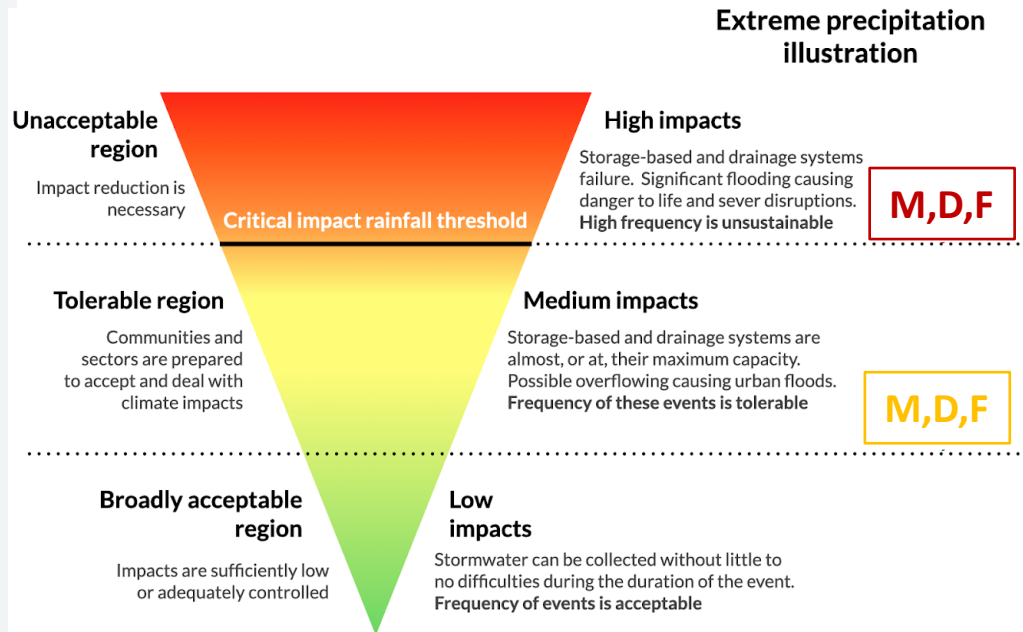 Extreme precipitation
illustration
Unacceptable
region
Impact reduction is
necessary
Critical impact rainfall threshold
High impacts
Storage-based and drainage systems
failure. Significant flooding causing
danger to life and sever disruptions.
High frequency is unsustainable
M,D,F
Tolerable region
Communities and
sectors are prepared
to accept and deal with
climate impacts
Medium impacts
Storage-based and drainage systems are
almost, or at, their maximum capacity.
Possible overflowing causing urban floods.
Frequency of these events is tolerable
M,D,F
Broadly acceptable
region
Impacts are sufficiently low
or adequately controlled
Low
impacts
Stormwater can be collected without little to
no difficulties during the duration of the event.
Frequency of events is acceptable